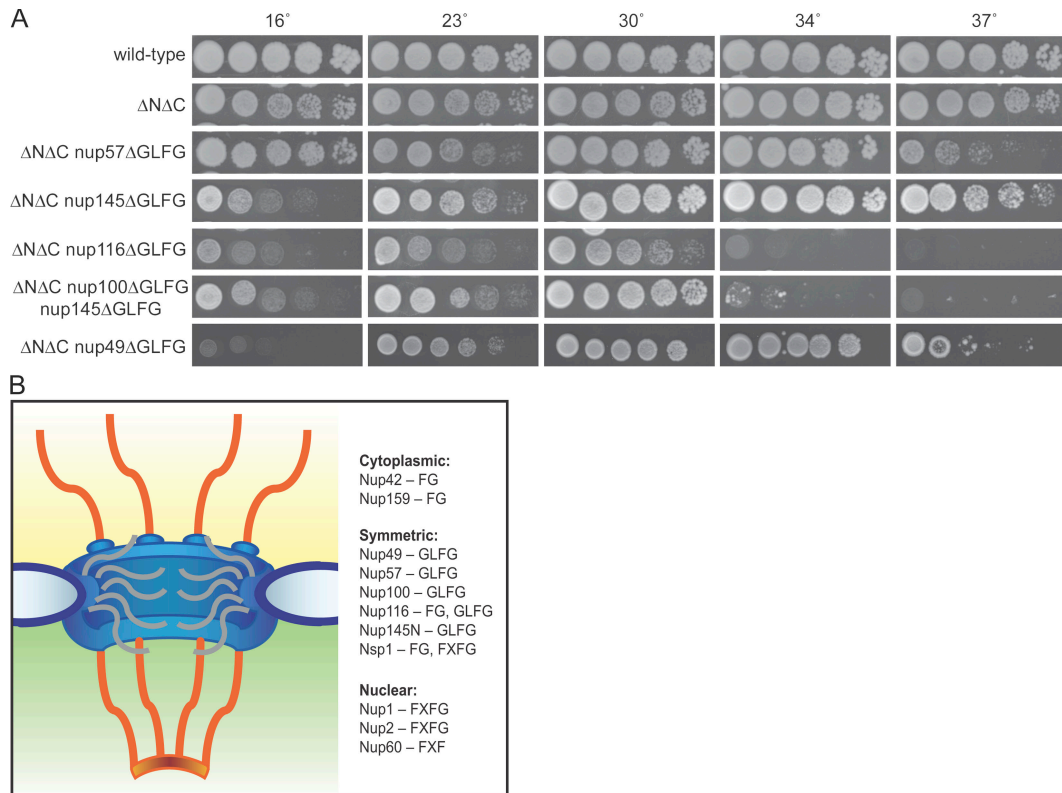 A
16° 23° 30° 34° 37°
wild-type
ΔNΔC
ΔNΔC nup57ΔGLFG
ΔNΔC nup145ΔGLFG
ΔNΔC nup116ΔGLFG
ΔNΔC nup100ΔGLFG
nup145ΔGLFG
ΔNΔC nup49ΔGLFG
B
Cytoplasmic:
Nup42 – FG
Nup159 – FG
Symmetric:
Nup49 – GLFG
Nup57 – GLFG
Nup100 – GLFG
Nup116 – FG, GLFG
Nup145N – GLFG
Nsp1 – FG, FXFG
Nuclear:
Nup1 – FXFG
Nup2 – FXFG
Nup60 – FXF